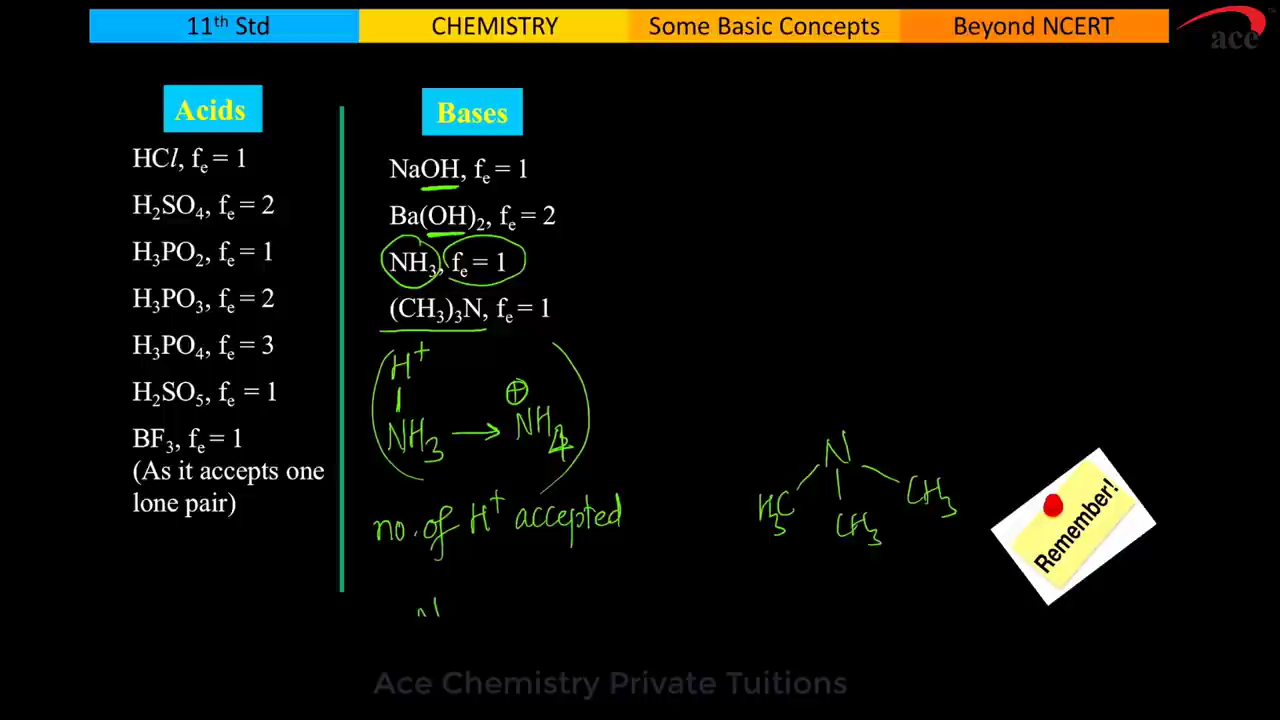 11th Std
CHEMISTRY
Some Basic Concepts
Beyond NCERT
ace
Acids
HCl, fe = 1
H2SO4, fe = 2
H3PO2, fe = 1
H3PO3, fe = 2
H3PO4, fe = 3
H2SO5, fe = 1
BF3, fe = 1
(As it accepts one
lone pair)
Bases
NaOH, fe = 1
Ba(OH)2, fe = 2
NH3, fe = 1
(CH3)3N, fe = 1
H+
NH3 → ⊕NH4
no. of H+ accepted
N
H3C
CH3
CH3
Remember!
Ace Chemistry Private Tuitions